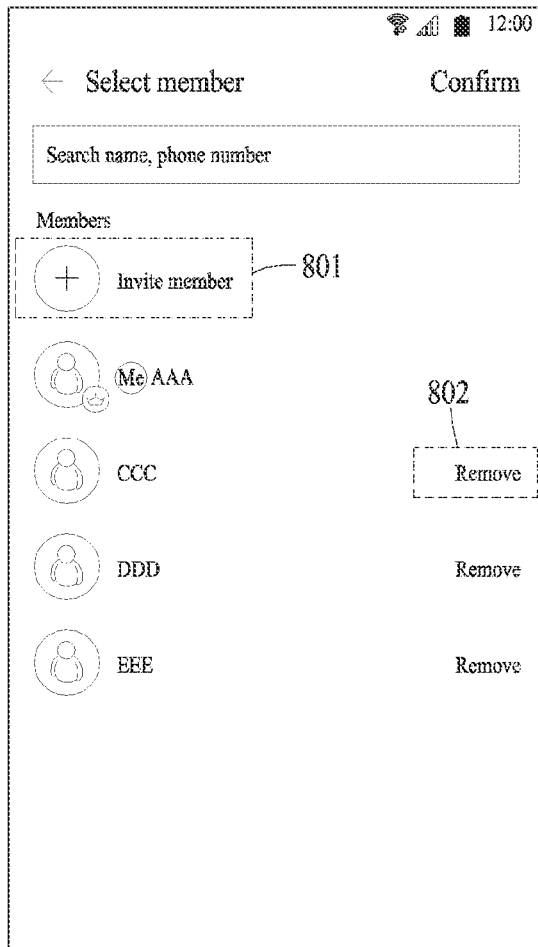 12:00
← Select member Confirm
Search name, phone number
Members
+ Invite member 801
Me AAA
802
CCC Remove
DDD Remove
EEE Remove